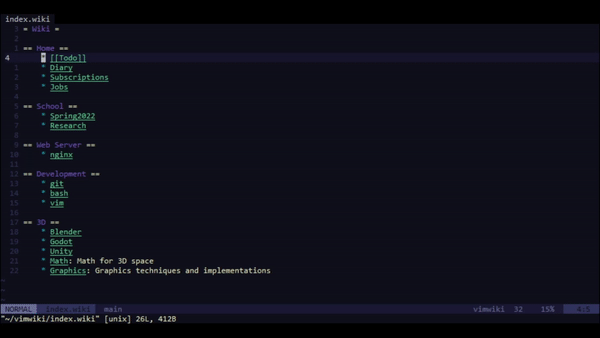 index.wiki
3 = Wiki =
2
1 == Home ==
4 * [[Todo]]
1 * Diary
2 * Subscriptions
3 * Jobs
4
5 == School ==
6 * Spring2022
7 * Research
8
9 == Web Server ==
10 * nginx
11
12 == Development ==
13 * git
14 * bash
15 * vim
16
17 == 3D ==
18 * Blender
19 * Godot
20 * Unity
21 * Math: Math for 3D space
22 * Graphics: Graphics techniques and implementations
~
~
~
NORMAL index.wiki main vimwiki 32 15% 4:5
"~/vimwiki/index.wiki" [unix] 26L, 412B